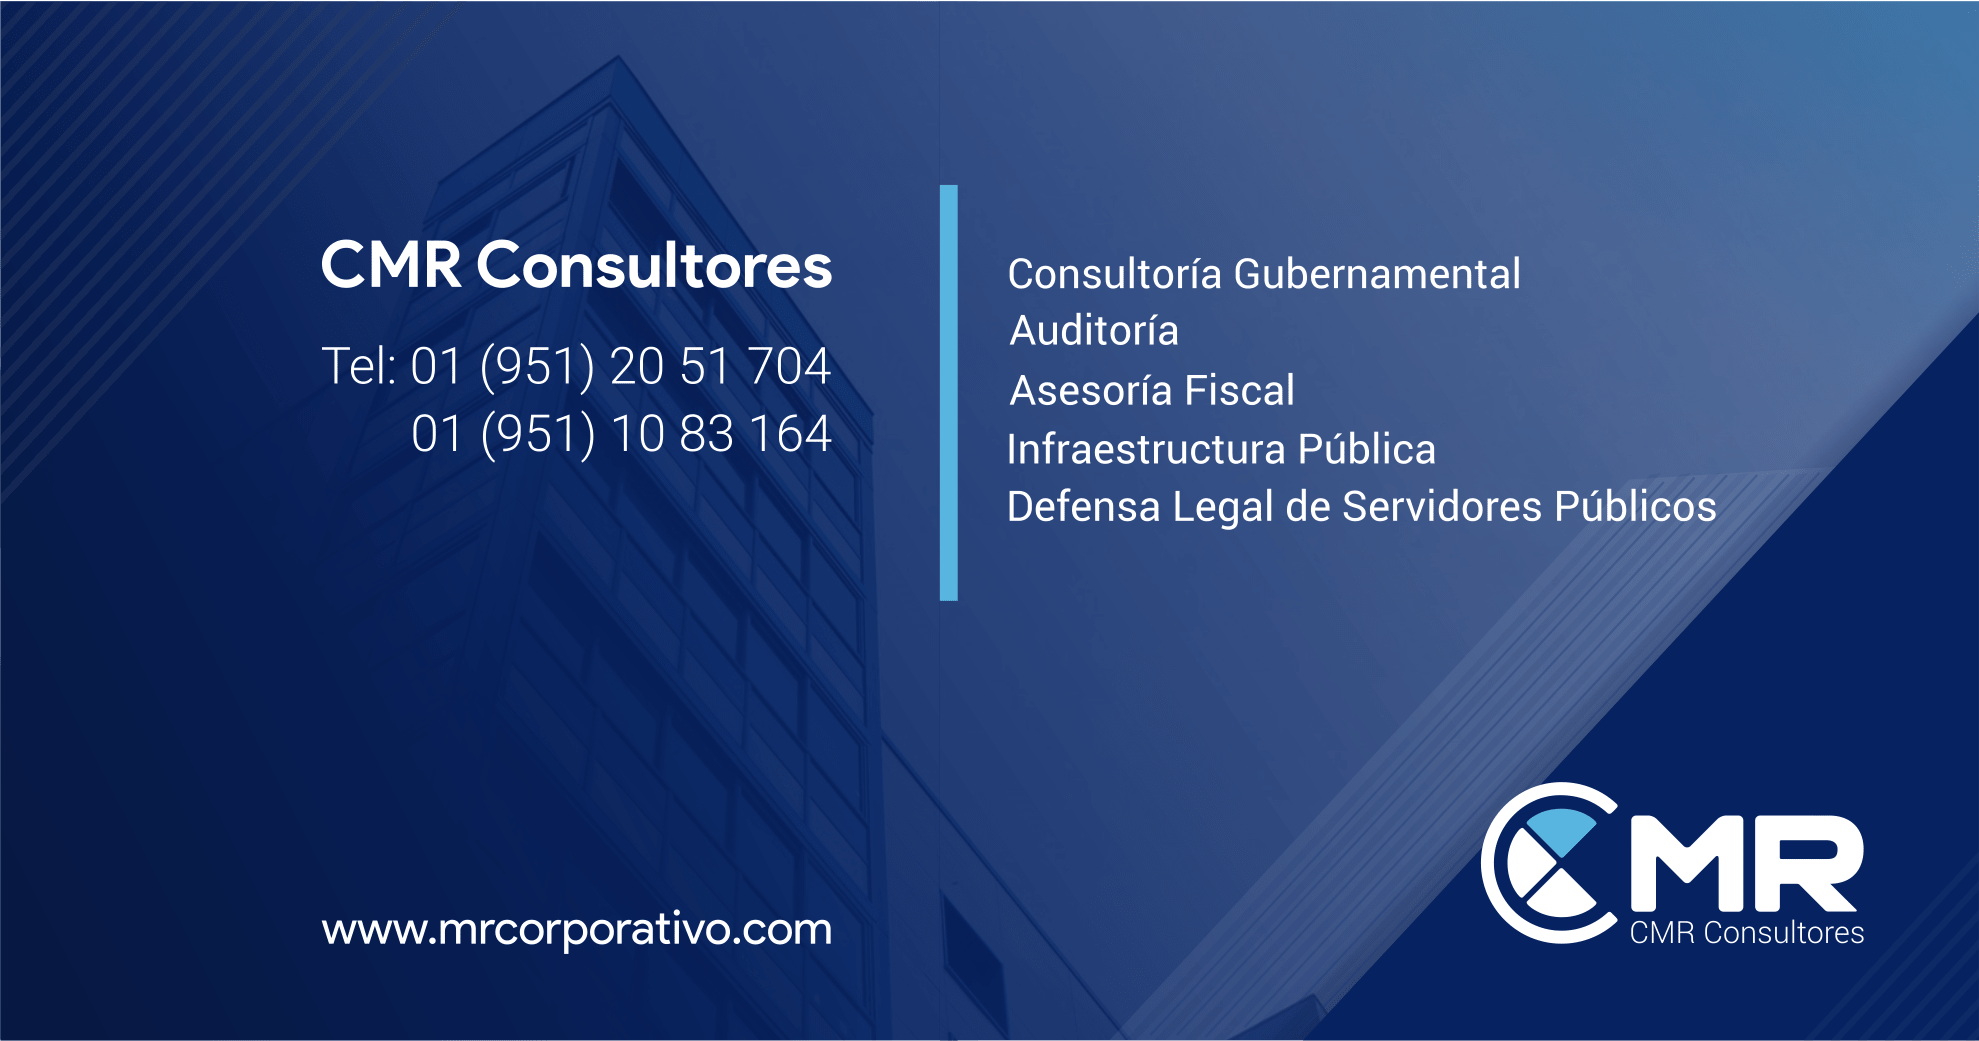 CMR Consultores
Tel: 01 (951) 20 51 704
01 (951) 10 83 164
www.mrcorporativo.com
Consultoría Gubernamental
Auditoría
Asesoría Fiscal
Infraestructura Pública
Defensa Legal de Servidores Públicos
CMR
CMR Consultores